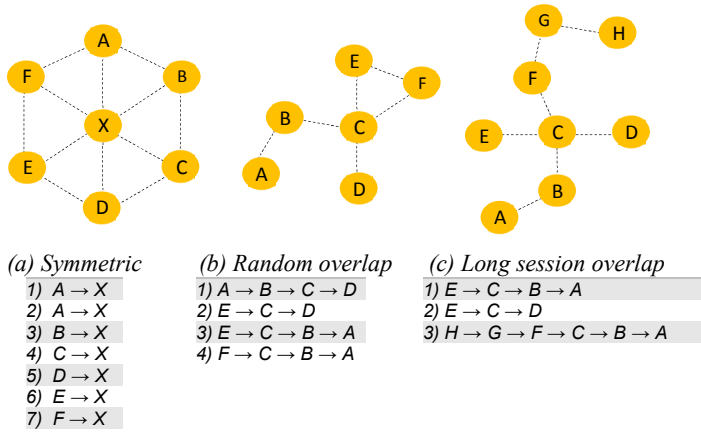 A
F
B
X
E
C
D
E
F
B
C
A
D
G
H
F
E
C
D
B
A
(a) Symmetric
1) A → X
2) A → X
3) B → X
4) C → X
5) D → X
6) E → X
7) F → X
(b) Random overlap
1) A → B → C → D
2) E → C → D
3) E → C → B → A
4) F → C → B → A
(c) Long session overlap
1) E → C → B → A
2) E → C → D
3) H → G → F → C → B → A